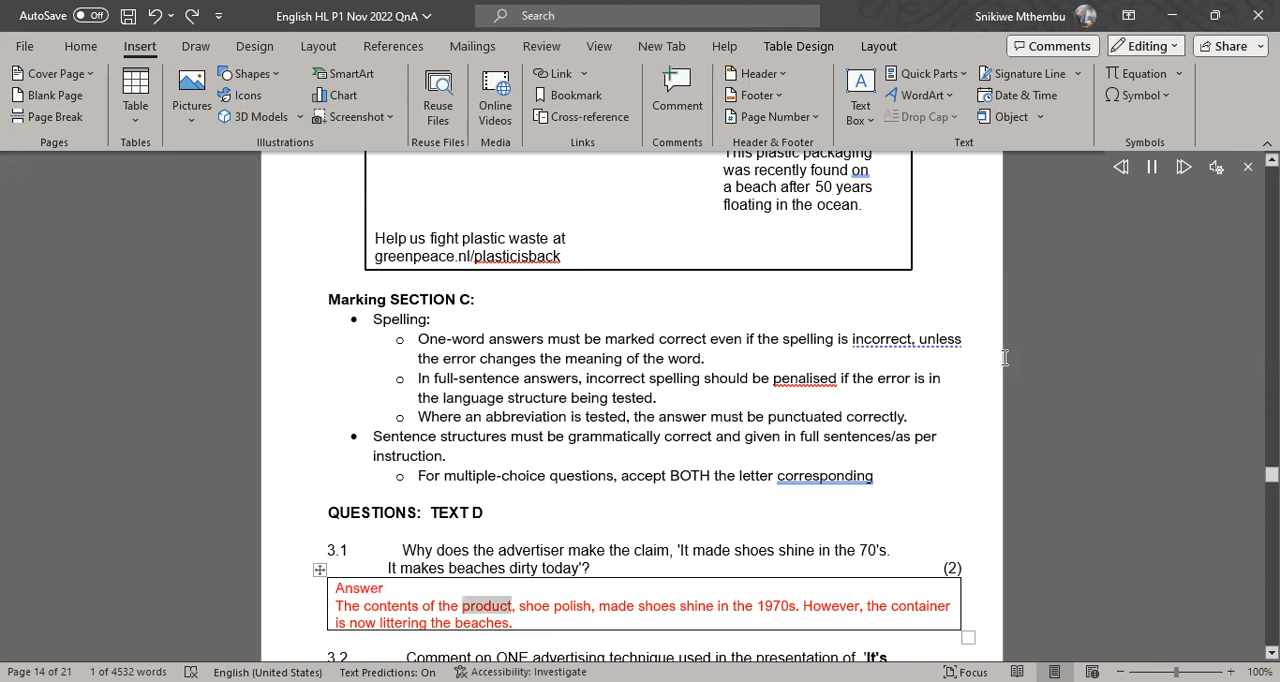 AutoSave Off English HL P1 Nov 2022 QnA Search Snikiwe Mthembu
File Home Insert Draw Design Layout References Mailings Review View New Tab Help Table Design Layout Comments Editing Share
Cover Page
Blank Page
Page Break
Pages
Table
Tables
Pictures
Shapes
Icons
3D Models
SmartArt
Chart
Screenshot
Illustrations
Reuse
Files
Reuse Files
Online
Videos
Media
Link
Bookmark
Cross-reference
Links
Comment
Comments
Header
Footer
Page Number
Header & Footer
Text
Box
Quick Parts
WordArt
Drop Cap
Signature Line
Date & Time
Object
Text
Equation
Symbol
Symbols
This plastic packaging
was recently found on
a beach after 50 years
floating in the ocean.
Help us fight plastic waste at
greenpeace.nl/plasticisback
Marking SECTION C:
• Spelling:
o One-word answers must be marked correct even if the spelling is incorrect, unless
the error changes the meaning of the word.
o In full-sentence answers, incorrect spelling should be penalised if the error is in
the language structure being tested.
o Where an abbreviation is tested, the answer must be punctuated correctly.
• Sentence structures must be grammatically correct and given in full sentences/as per
instruction.
o For multiple-choice questions, accept BOTH the letter corresponding
QUESTIONS: TEXT D
3.1 Why does the advertiser make the claim, 'It made shoes shine in the 70's.
It makes beaches dirty today'? (2)
Answer
The contents of the product, shoe polish, made shoes shine in the 1970s. However, the container
is now littering the beaches.
3.2 Comment on ONE advertising technique used in the presentation of, 'It's
Page 14 of 21 1 of 4532 words English (United States) Text Predictions: On Accessibility: Investigate Focus 100%